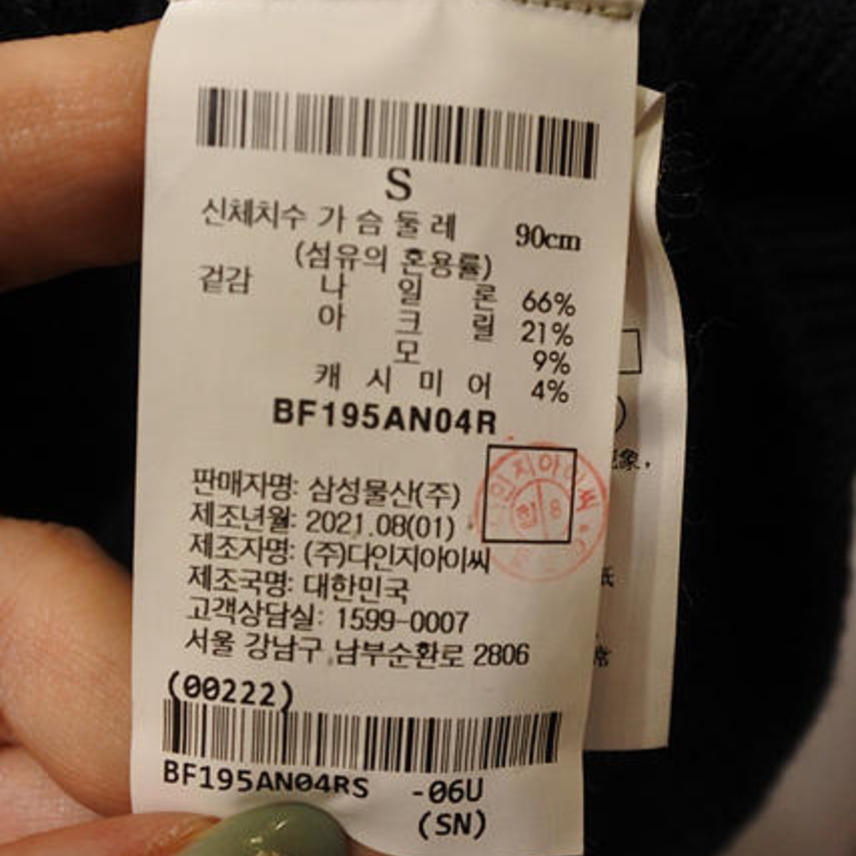 S
신체치수 가슴둘레 90cm
(섬유의 혼용률)
겉감 나일론 66%
아크릴 21%
모 9%
캐시미어 4%
BF195AN04R
판매자명: 삼성물산(주)
제조년월: 2021.08(01)
제조자명: (주)다인지아이씨
제조국명: 대한민국
고객상담실: 1599-0007
서울 강남구 남부순환로 2806
(00222)
BF195AN04RS -06U
(SN)